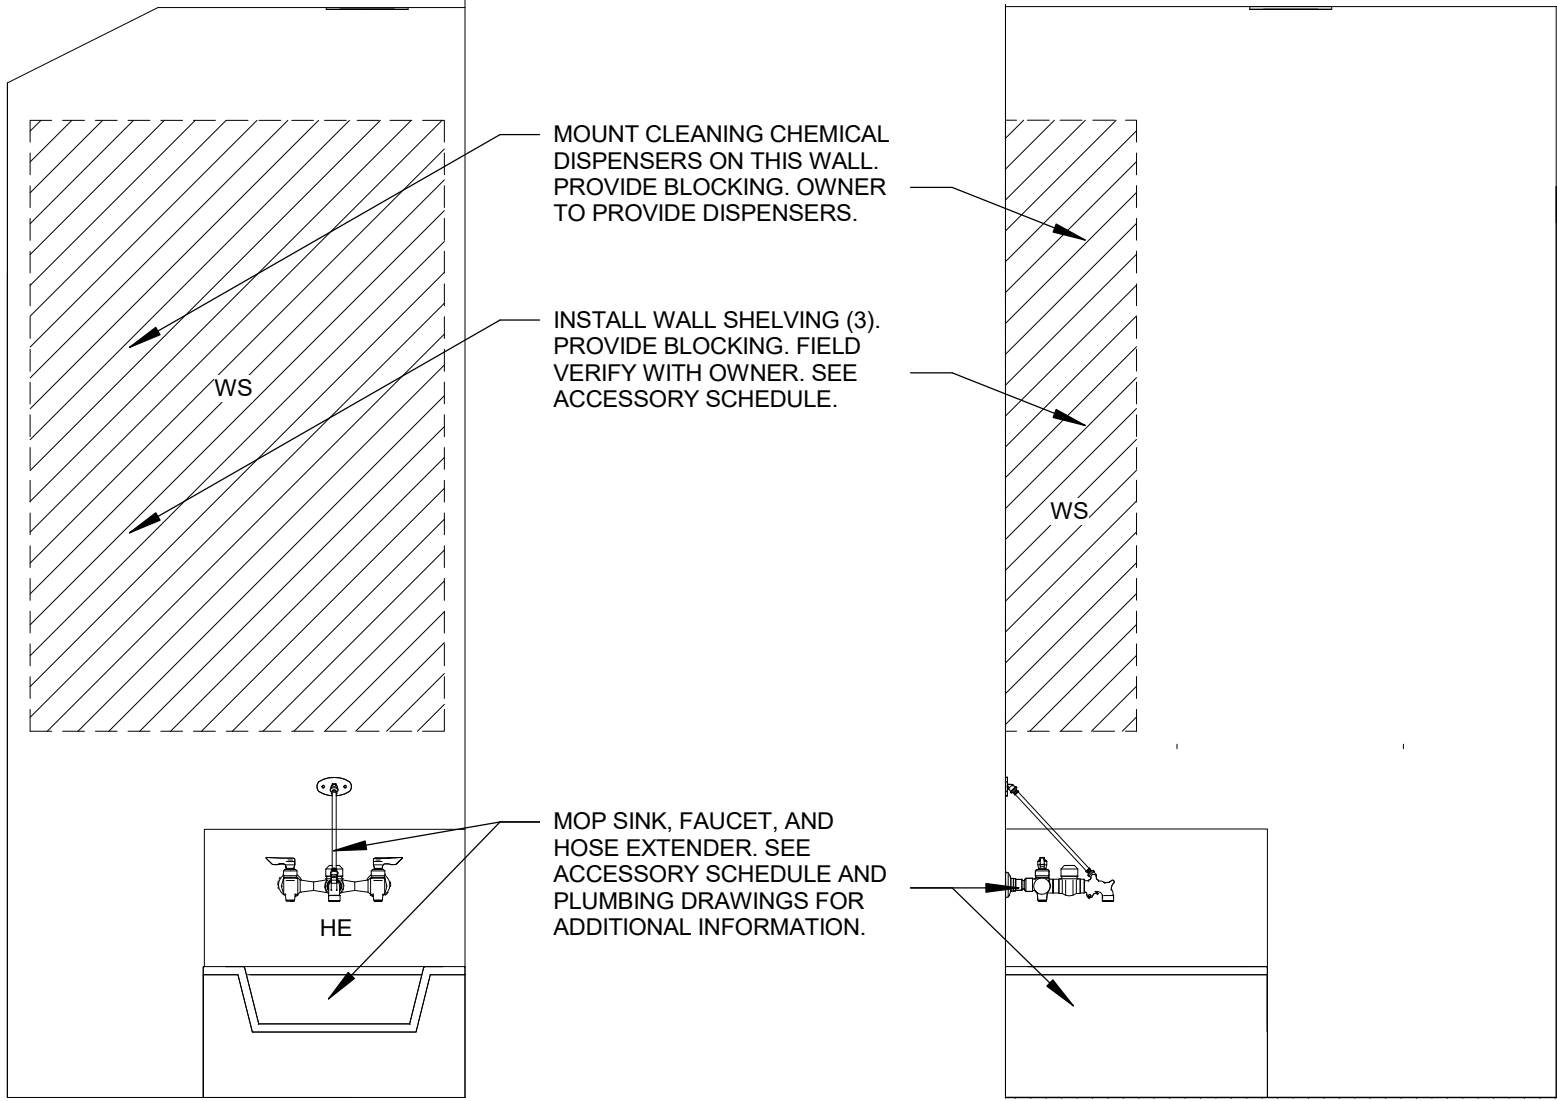 MOUNT CLEANING CHEMICAL
DISPENSERS ON THIS WALL.
PROVIDE BLOCKING. OWNER
TO PROVIDE DISPENSERS.
INSTALL WALL SHELVING (3).
PROVIDE BLOCKING. FIELD
VERIFY WITH OWNER. SEE
ACCESSORY SCHEDULE.
WS
WS
MOP SINK, FAUCET, AND
HOSE EXTENDER. SEE
ACCESSORY SCHEDULE AND
PLUMBING DRAWINGS FOR
ADDITIONAL INFORMATION.
HE